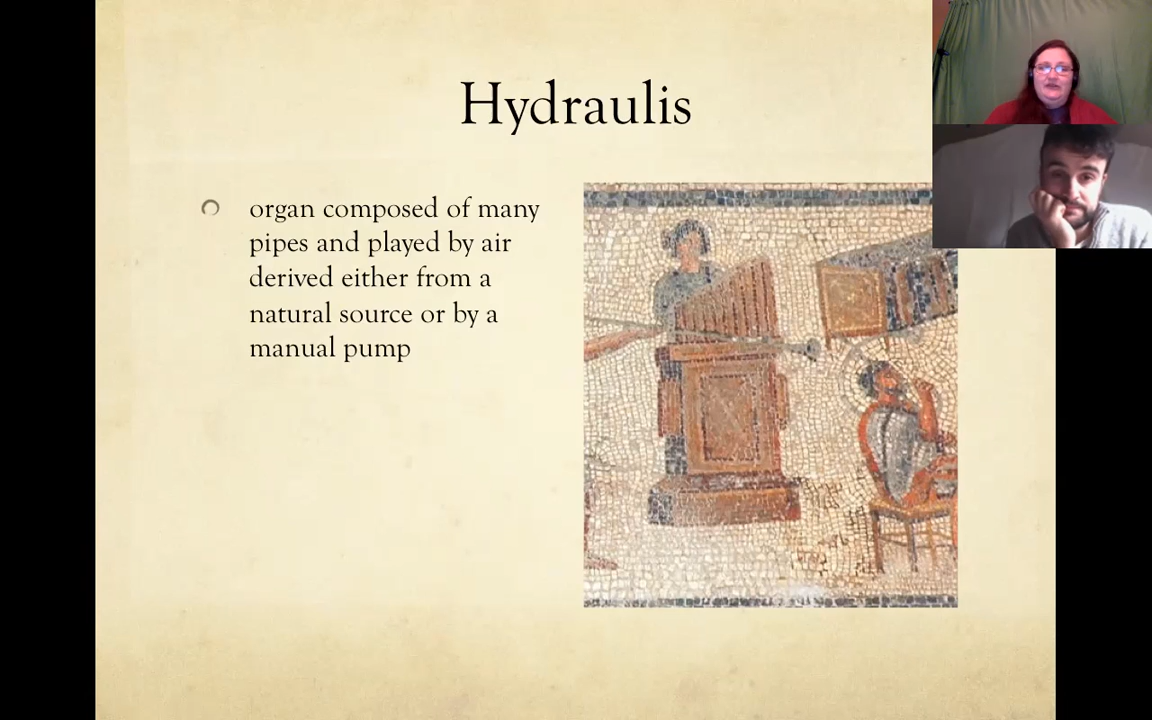 Hydraulis
organ composed of many
pipes and played by air
derived either from a
natural source or by a
manual pump